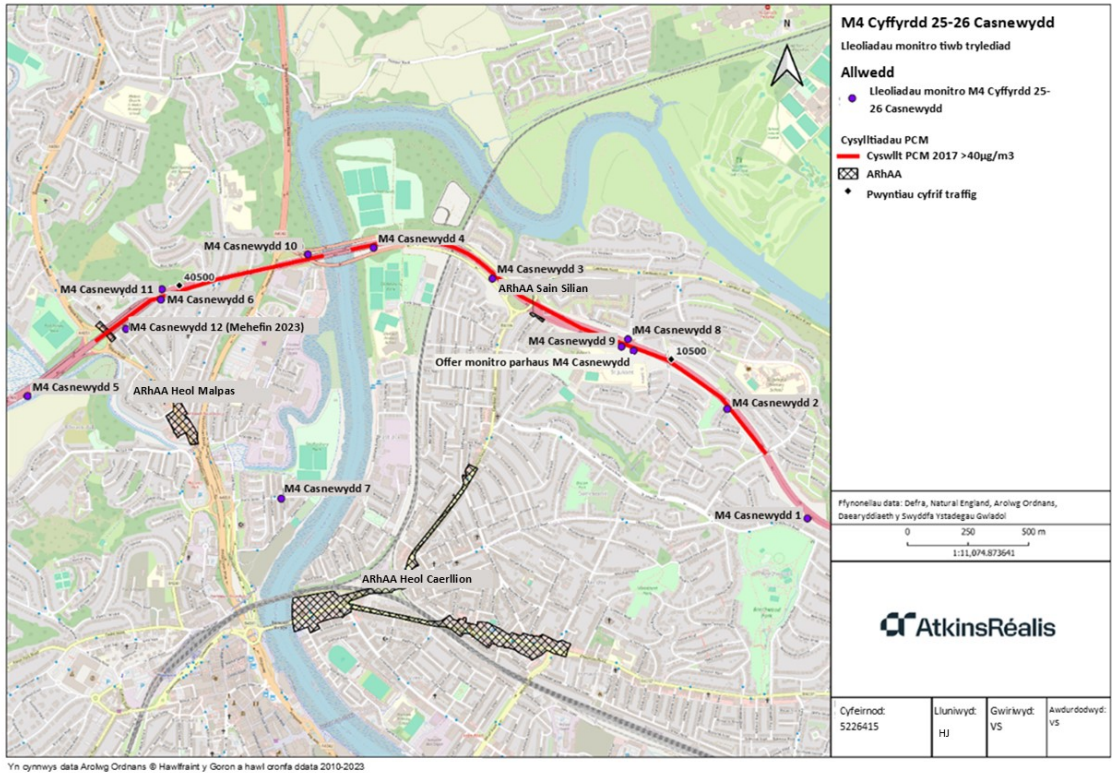 M4 Cyffyrdd 25-26 Casnewydd
Lleoliadau monitro tiwb trylediad
Allwedd
Lleoliadau monitro M4 Cyffyrdd 25-
26 Casnewydd
Cysylltiadau PCM
Cyswllt PCM 2017 >40µg/m3
ARhAA
Pwyntiau cyfrif traffig
N
M4 Casnewydd 10
M4 Casnewydd 4
40500
M4 Casnewydd 11
M4 Casnewydd 6
M4 Casnewydd 3
ARhAA Sain Silian
M4 Casnewydd 12 (Mehefin 2023)
M4 Casnewydd 8
M4 Casnewydd 9
10500
Offer monitro parhaus M4 Casnewydd
M4 Casnewydd 5
ARhAA Heol Malpas
M4 Casnewydd 2
M4 Casnewydd 7
M4 Casnewydd 1
ARhAA Heol Caerllion
Ffynonellau data: Defra, Natural England, Arolwg Ordnans,
Daearyddiaeth y Swyddfa Ystadegau Gwladol
0 250 500 m
1:11,074.873641
AtkinsRéalis
Cyfeirnod:
5226415
Lluniwyd:
HJ
Gwiriwyd:
VS
Awdurdodwyd:
VS
Yn cynnwys data Arolwg Ordnans © Hawlfraint y Goron a hawl cronfa ddata 2010-2023